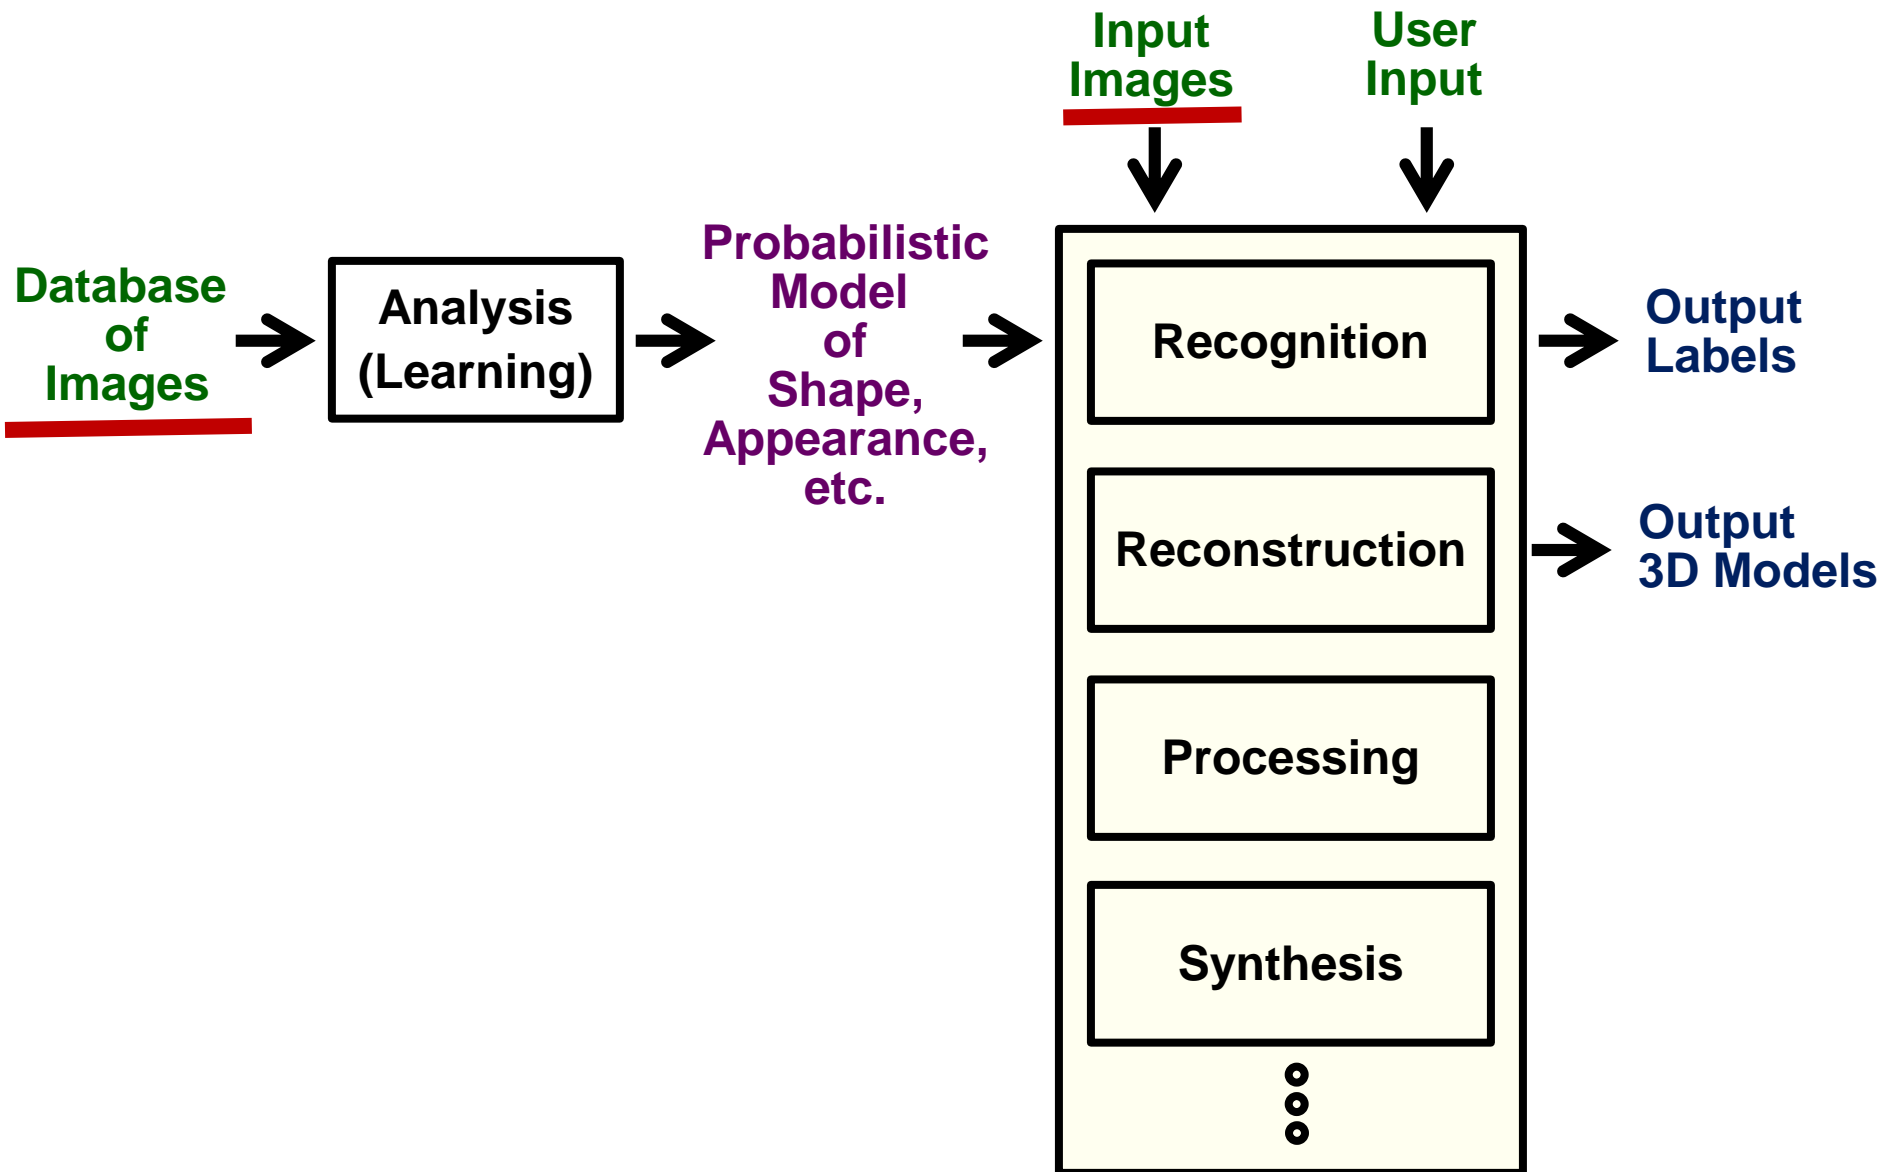 Input
Images
User
Input
Database
of
Images
Analysis
(Learning)
Probabilistic
Model
of
Shape,
Appearance,
etc.
Recognition
Output
Labels
Reconstruction
Output
3D Models
Processing
Synthesis